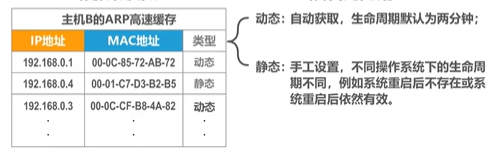 主机B的ARP高速缓存
IP地址 MAC地址 类型
192.168.0.1 00-0C-85-72-AB-72 动态
192.168.0.4 00-01-C7-D3-B2-B5 静态
192.168.0.3 00-0C-CF-B8-4A-82 动态
动态：自动获取，生命周期默认为两分钟；
静态：手工设置，不同操作系统下的生命周
期不同，例如系统重启后不存在或系
统重启后依然有效。